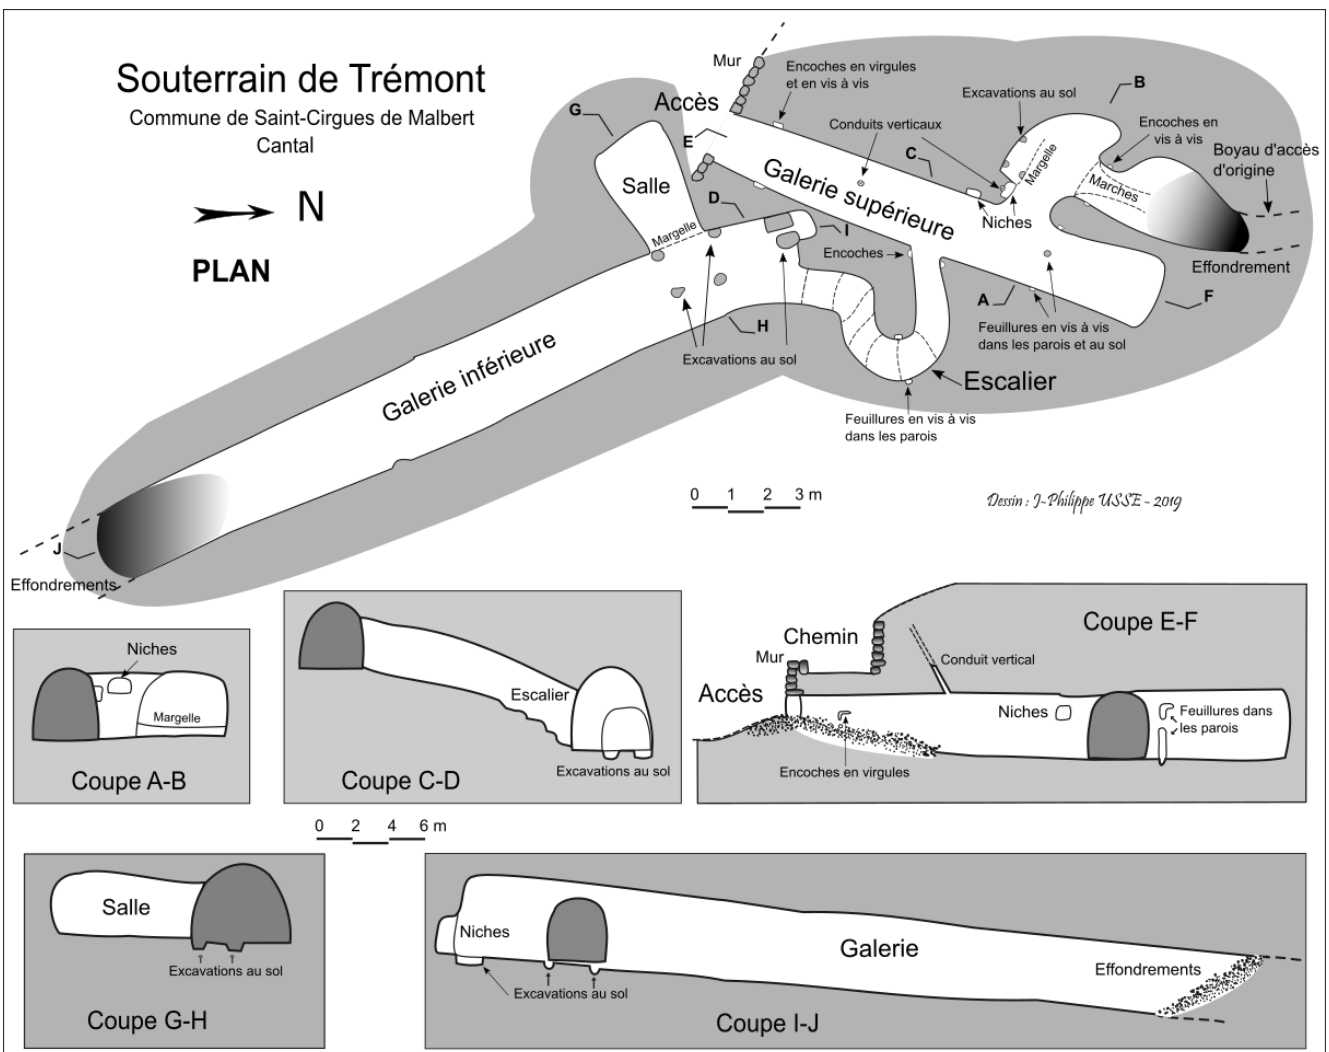 Souterrain de Trémont
Commune de Saint-Cirgues de Malbert
Cantal
N
PLAN
Mur
Accès
Encoches en virgules
et en vis à vis
Excavations au sol
B
Encoches en
vis à vis
Boyau d'accès
d'origine
G
E
Conduits verticaux
C
Margelle
Galerie supérieure
Marches
Salle
D
Niches
Margelle
I
Encoches
Effondrement
A
F
H
Feuillures en vis à vis
dans les parois et au sol
Excavations au sol
Galerie inférieure
Escalier
Feuillures en vis à vis
dans les parois
0 1 2 3 m
Dessin : J-Philippe USSE - 2019
J
Effondrements
Niches
Margelle
Coupe A-B
Escalier
Excavations au sol
Coupe C-D
Coupe E-F
Chemin
Mur
Conduit vertical
Accès
Niches
Feuillures dans
les parois
Encoches en virgules
0 2 4 6 m
Salle
Excavations au sol
Coupe G-H
Niches
Galerie
Effondrements
Excavations au sol
Coupe I-J